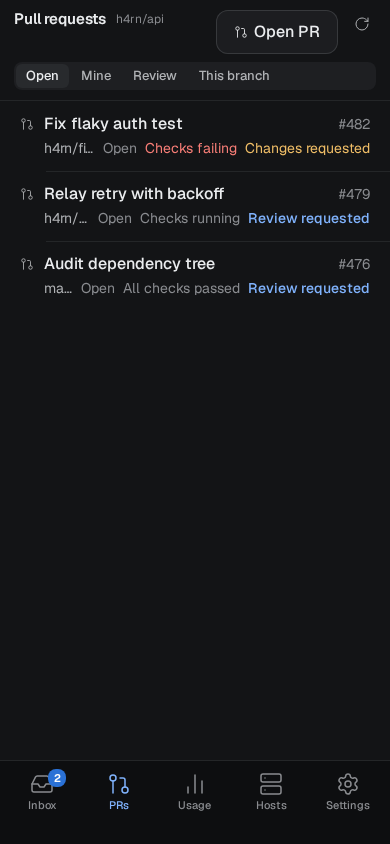 Pull requests h4rn/api
Open PR
Open Mine Review This branch
Fix flaky auth test #482
h4rn/fi... Open Checks failing Changes requested
Relay retry with backoff #479
h4rn/... Open Checks running Review requested
Audit dependency tree #476
ma... Open All checks passed Review requested
2
Inbox PRs Usage Hosts Settings